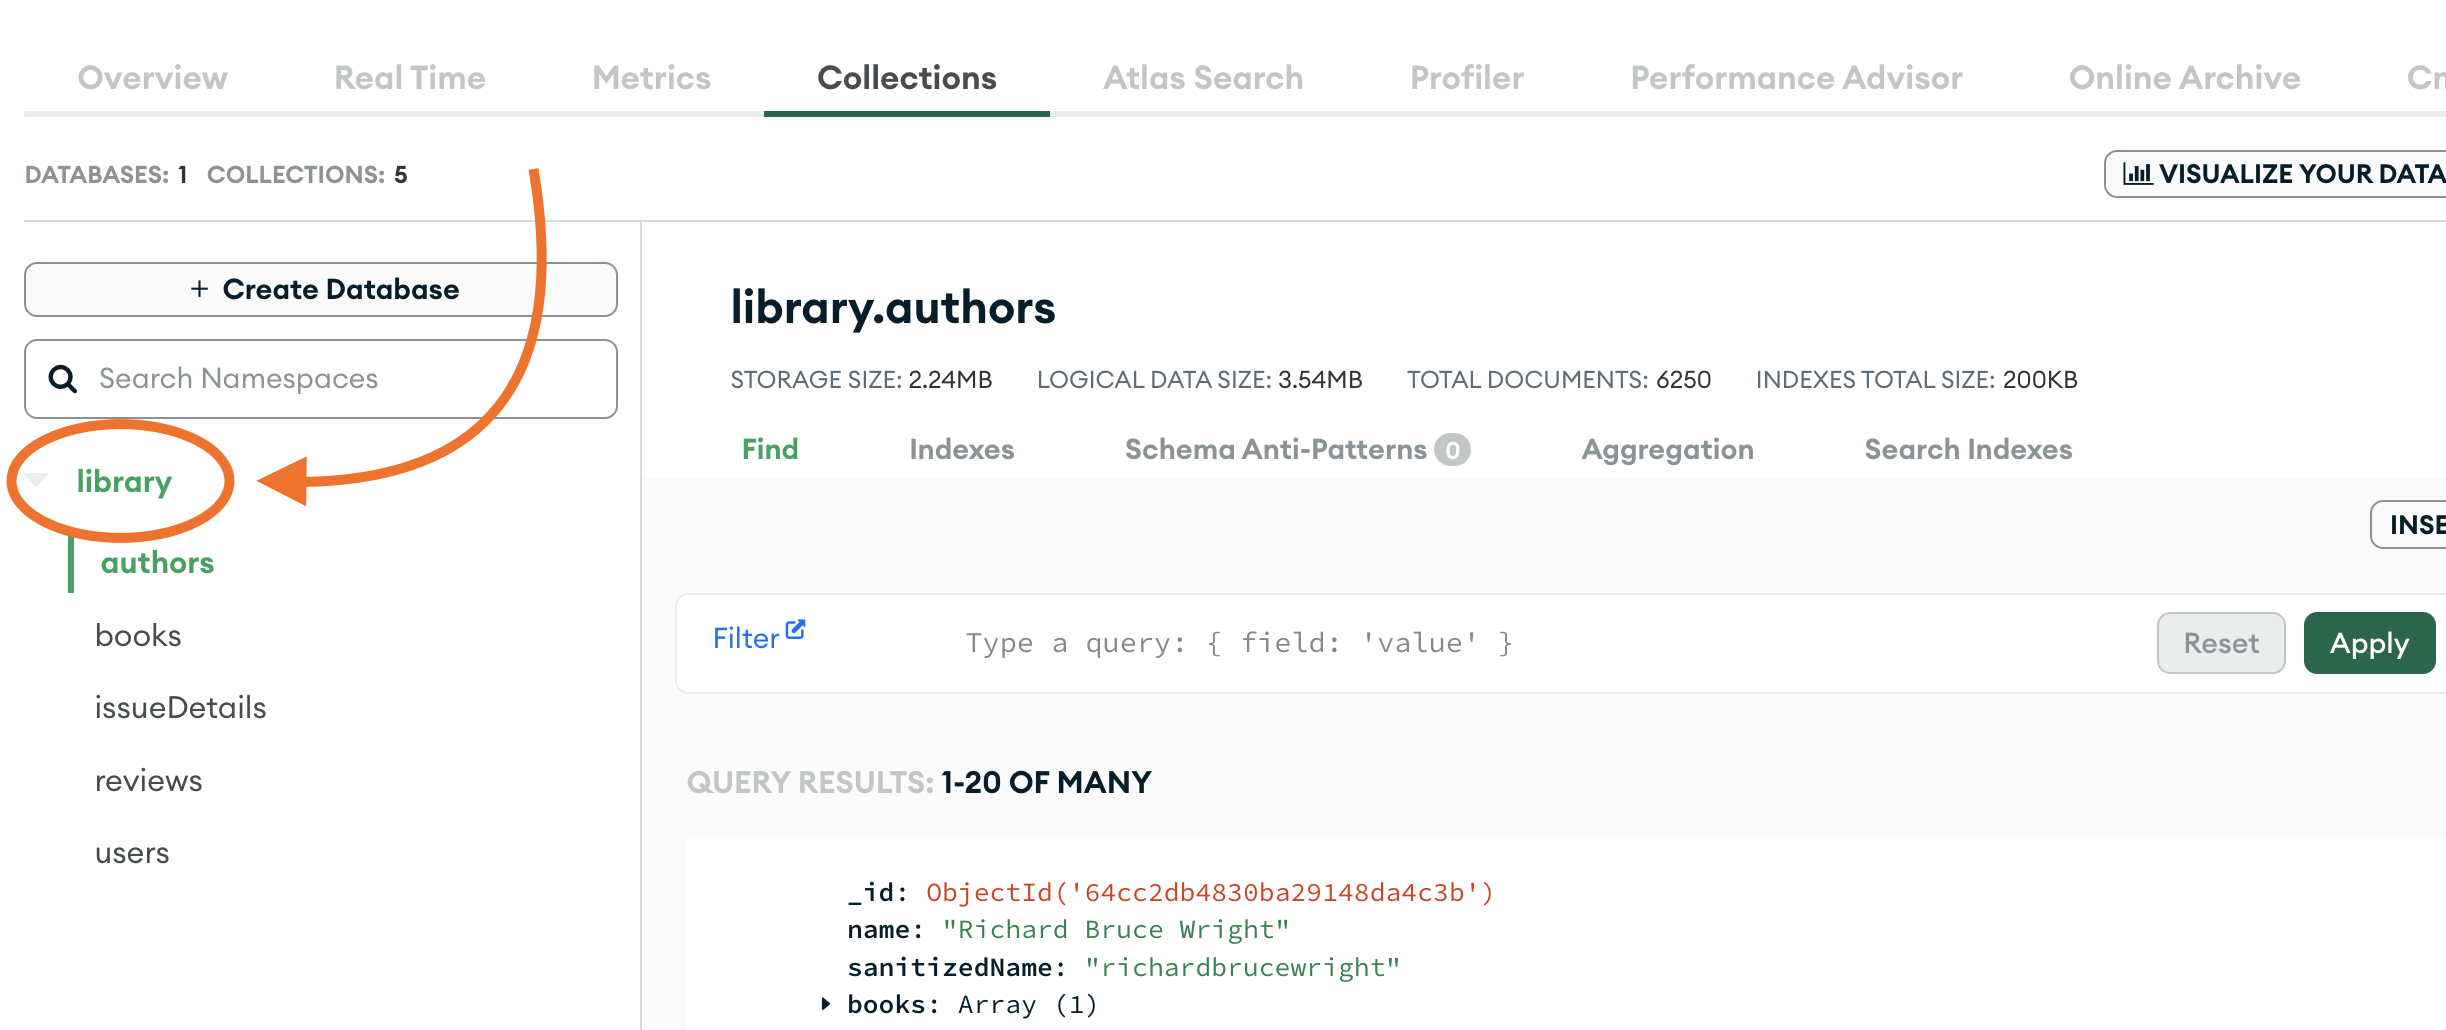 Overview Real Time Metrics Collections Atlas Search Profiler Performance Advisor Online Archive
DATABASES: 1 COLLECTIONS: 5
VISUALIZE YOUR DATA
+ Create Database
Search Namespaces
library
authors
books
issueDetails
reviews
users
library.authors
STORAGE SIZE: 2.24MB LOGICAL DATA SIZE: 3.54MB TOTAL DOCUMENTS: 6250 INDEXES TOTAL SIZE: 200KB
Find Indexes Schema Anti-Patterns 0 Aggregation Search Indexes
INSE
Filter Type a query: { field: 'value' } Reset Apply
QUERY RESULTS: 1-20 OF MANY
_id: ObjectId('64cc2db4830ba29148da4c3b')
name: "Richard Bruce Wright"
sanitizedName: "richardbrucewright"
books: Array (1)